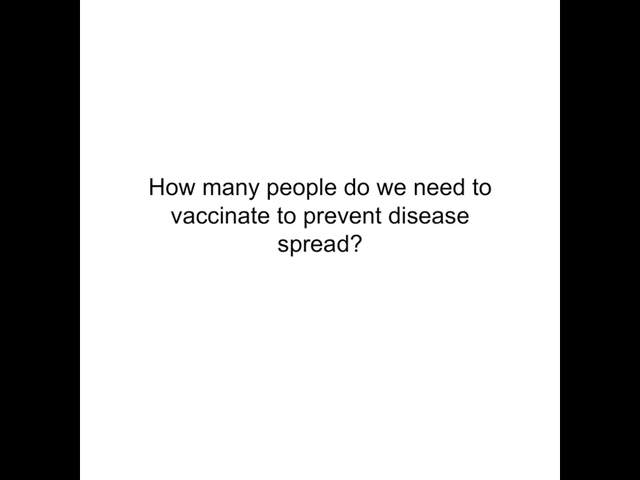 How many people do we need to
vaccinate to prevent disease
spread?